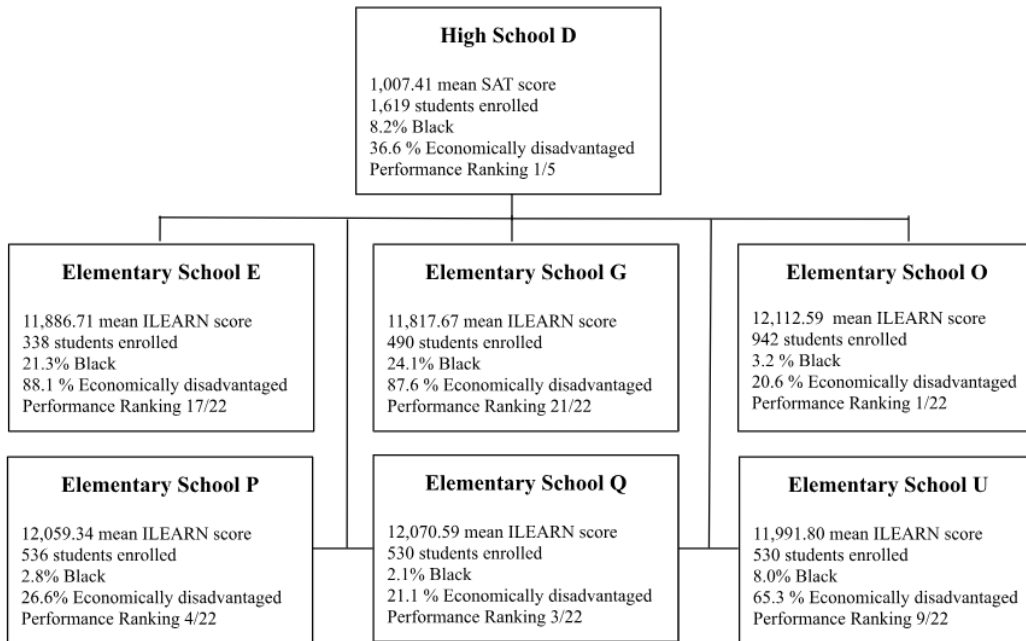 High School D
1,007.41 mean SAT score
1,619 students enrolled
8.2% Black
36.6 % Economically disadvantaged
Performance Ranking 1/5
Elementary School E
11,886.71 mean ILEARN score
338 students enrolled
21.3% Black
88.1 % Economically disadvantaged
Performance Ranking 17/22
Elementary School G
11,817.67 mean ILEARN score
490 students enrolled
24.1% Black
87.6 % Economically disadvantaged
Performance Ranking 21/22
Elementary School O
12,112.59 mean ILEARN score
942 students enrolled
3.2 % Black
20.6 % Economically disadvantaged
Performance Ranking 1/22
Elementary School P
12,059.34 mean ILEARN score
536 students enrolled
2.8% Black
26.6% Economically disadvantaged
Performance Ranking 4/22
Elementary School Q
12,070.59 mean ILEARN score
530 students enrolled
2.1% Black
21.1 % Economically disadvantaged
Performance Ranking 3/22
Elementary School U
11,991.80 mean ILEARN score
530 students enrolled
8.0% Black
65.3 % Economically disadvantaged
Performance Ranking 9/22